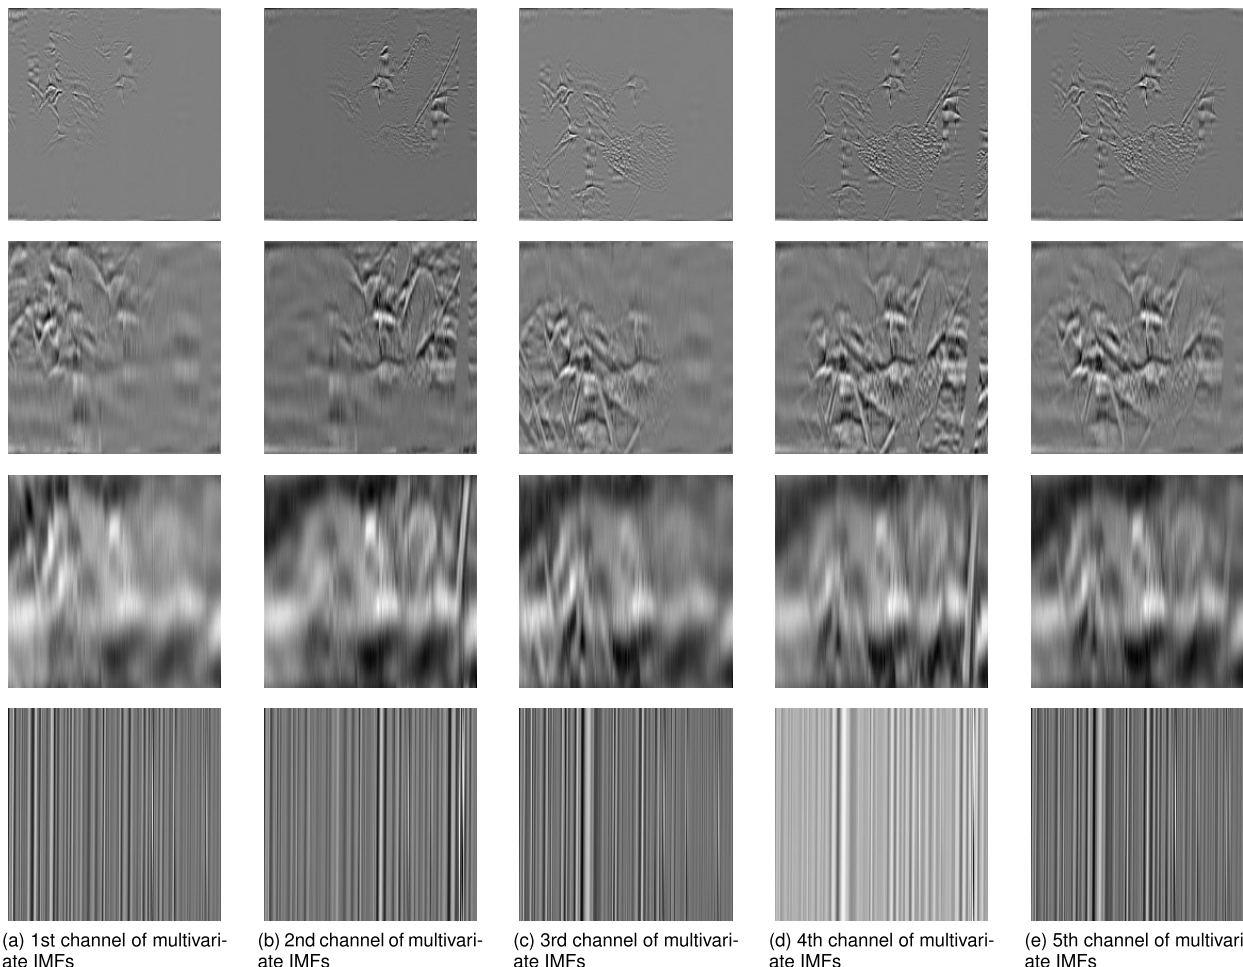 (a) 1st channel of multivari-
ate IMFs
(b) 2nd channel of multivari-
ate IMFs
(c) 3rd channel of multivari-
ate IMFs
(d) 4th channel of multivari-
ate IMFs
(e) 5th channel of multivari
ate IMFs